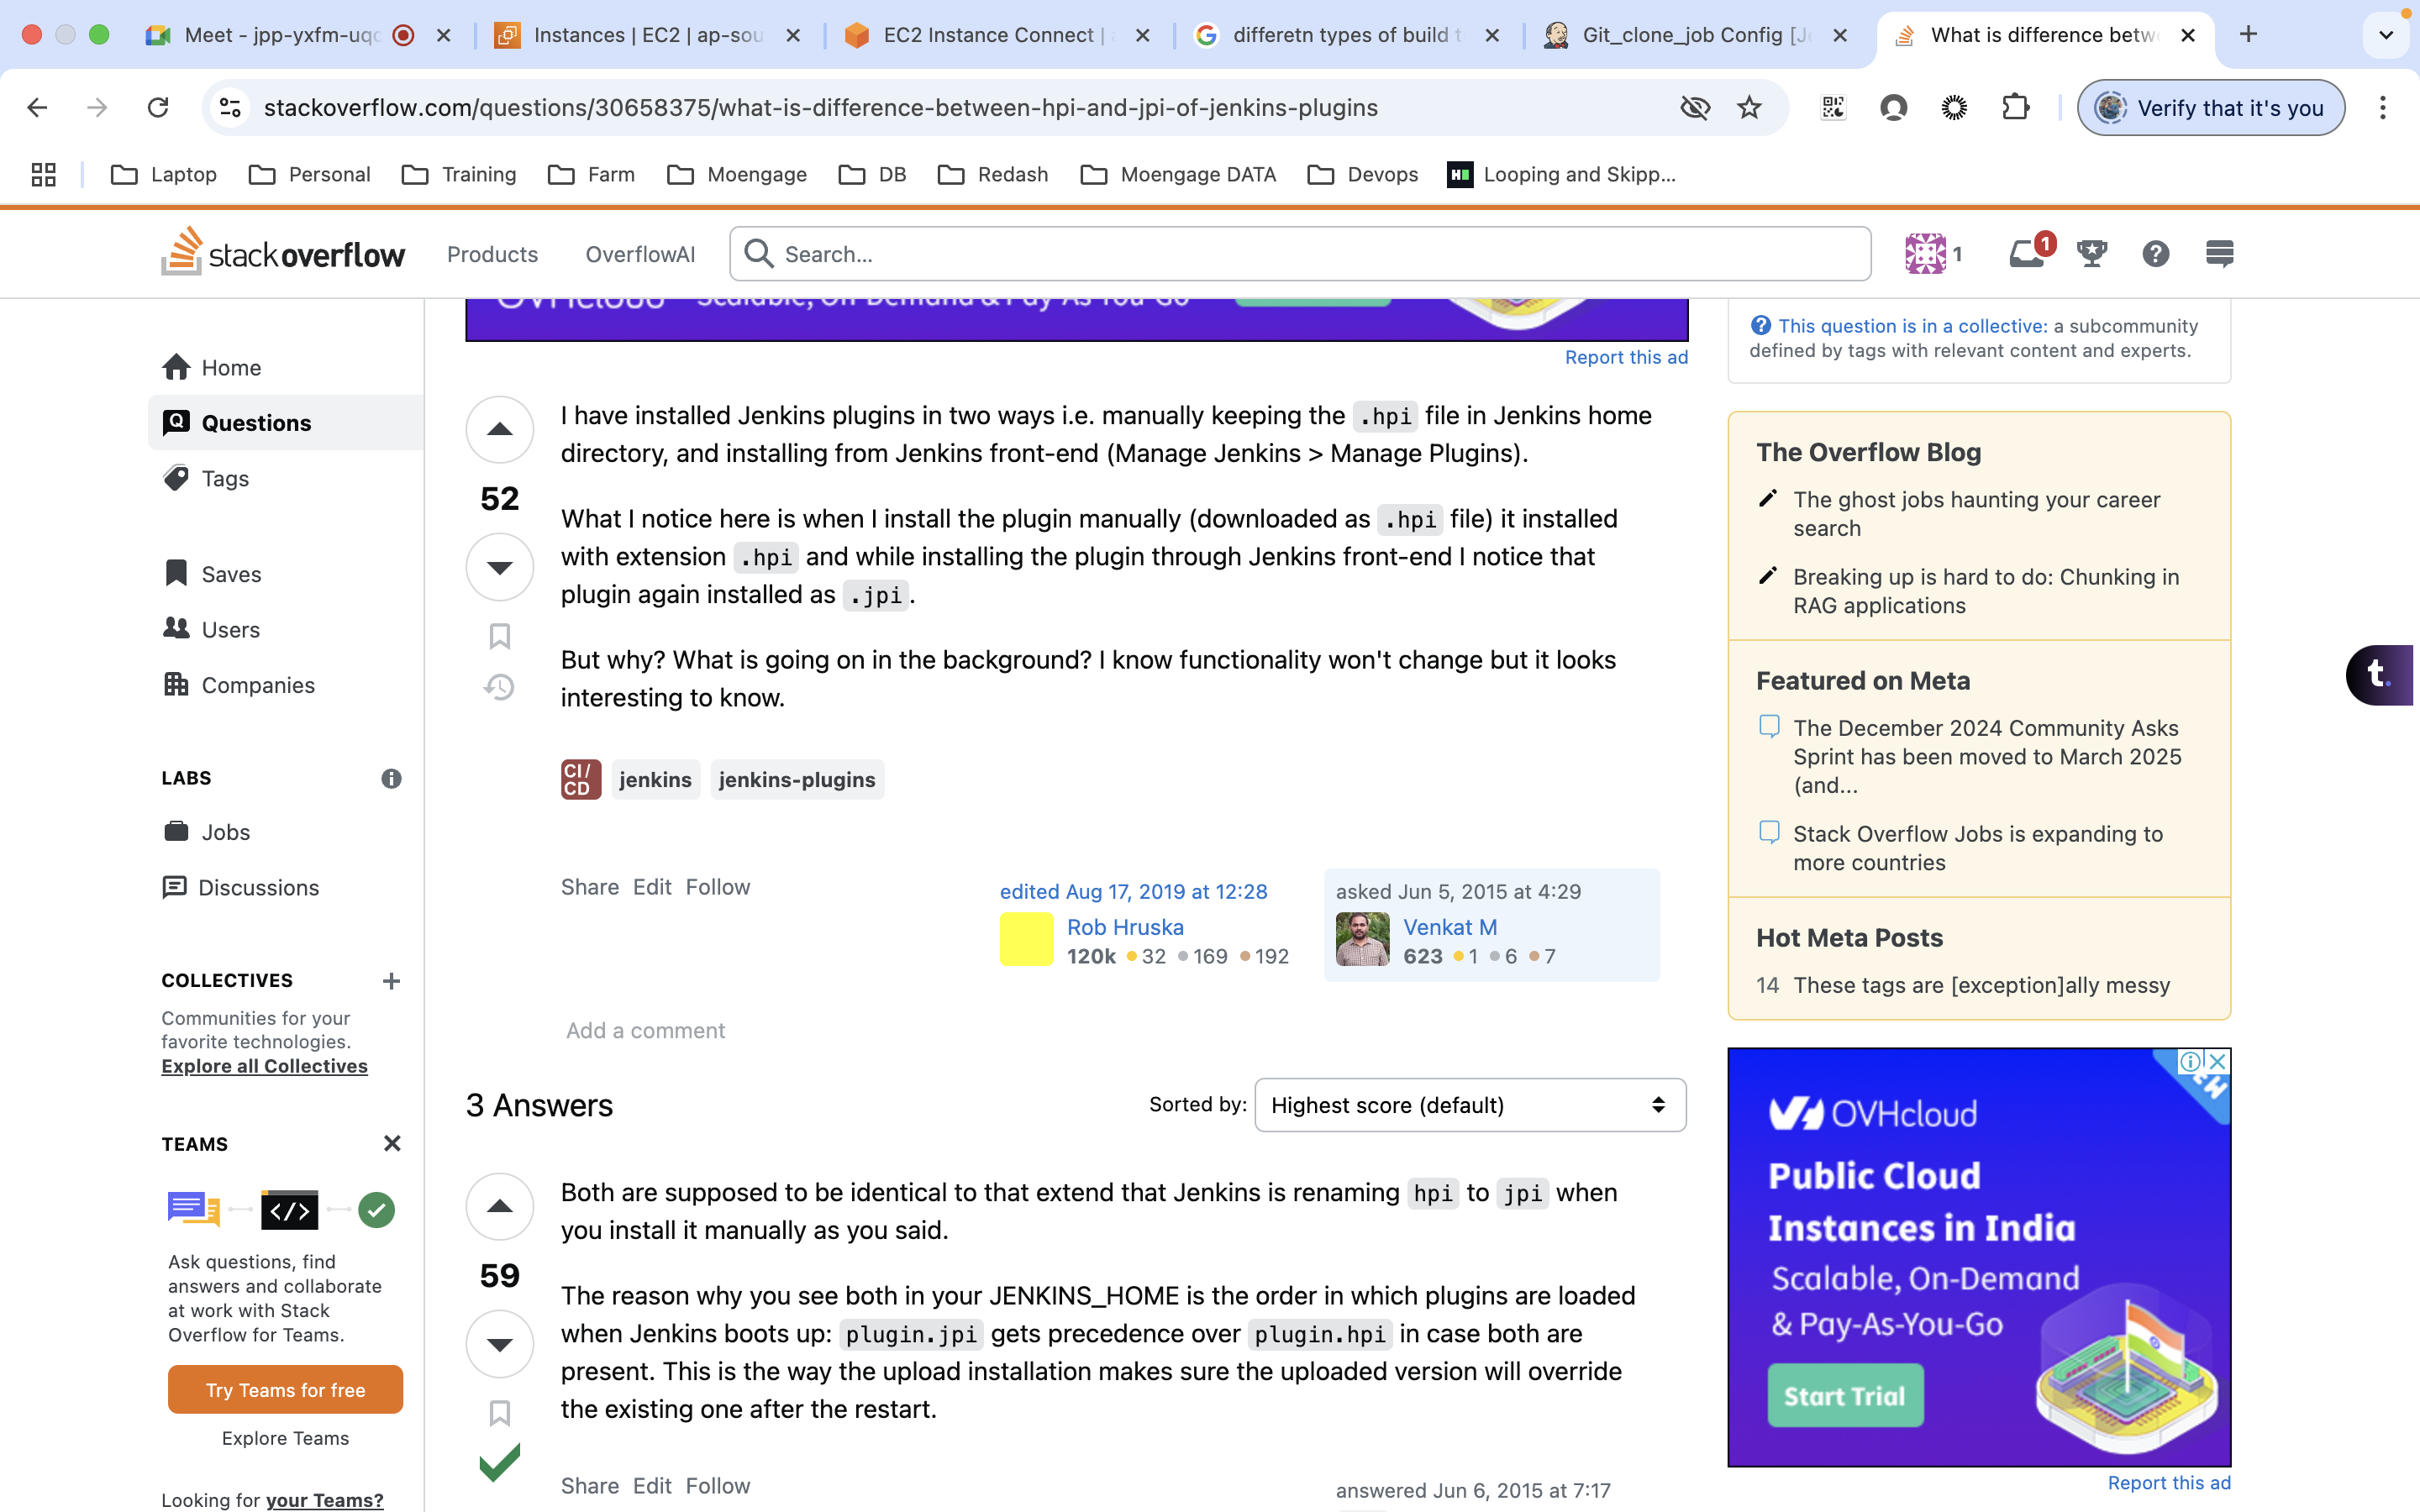 Meet - jpp-yxfm-uqc
Instances | EC2 | ap-sou
EC2 Instance Connect |
differetn types of build t
Git_clone_job Config [Je
What is difference betw
stackoverflow.com/questions/30658375/what-is-difference-between-hpi-and-jpi-of-jenkins-plugins
Verify that it's you
Laptop
Personal
Training
Farm
Moengage
DB
Redash
Moengage DATA
Devops
Looping and Skipp...
stackoverflow
Products
OverflowAI
Search...
1
1
Home
Questions
Tags
Saves
Users
Companies
LABS
Jobs
Discussions
COLLECTIVES
Communities for your
favorite technologies.
Explore all Collectives
TEAMS
Ask questions, find
answers and collaborate
at work with Stack
Overflow for Teams.
Try Teams for free
Explore Teams
Looking for your Teams?
OVHcloud Scalable, On-Demand & Pay-As-You-Go
Report this ad
52
I have installed Jenkins plugins in two ways i.e. manually keeping the .hpi file in Jenkins home
directory, and installing from Jenkins front-end (Manage Jenkins > Manage Plugins).
What I notice here is when I install the plugin manually (downloaded as .hpi file) it installed
with extension .hpi and while installing the plugin through Jenkins front-end I notice that
plugin again installed as .jpi.
But why? What is going on in the background? I know functionality won't change but it looks
interesting to know.
CI/
CD
jenkins
jenkins-plugins
Share Edit Follow
edited Aug 17, 2019 at 12:28
Rob Hruska
120k 32 169 192
asked Jun 5, 2015 at 4:29
Venkat M
623 1 6 7
Add a comment
3 Answers
Sorted by:
Highest score (default)
59
Both are supposed to be identical to that extend that Jenkins is renaming hpi to jpi when
you install it manually as you said.
The reason why you see both in your JENKINS_HOME is the order in which plugins are loaded
when Jenkins boots up: plugin.jpi gets precedence over plugin.hpi in case both are
present. This is the way the upload installation makes sure the uploaded version will override
the existing one after the restart.
Share Edit Follow
answered Jun 6, 2015 at 7:17
This question is in a collective: a subcommunity
defined by tags with relevant content and experts.
The Overflow Blog
The ghost jobs haunting your career
search
Breaking up is hard to do: Chunking in
RAG applications
Featured on Meta
The December 2024 Community Asks
Sprint has been moved to March 2025
(and...
Stack Overflow Jobs is expanding to
more countries
Hot Meta Posts
14 These tags are [exception]ally messy
OVHcloud
Public Cloud
Instances in India
Scalable, On-Demand
& Pay-As-You-Go
Start Trial
Report this ad
t.